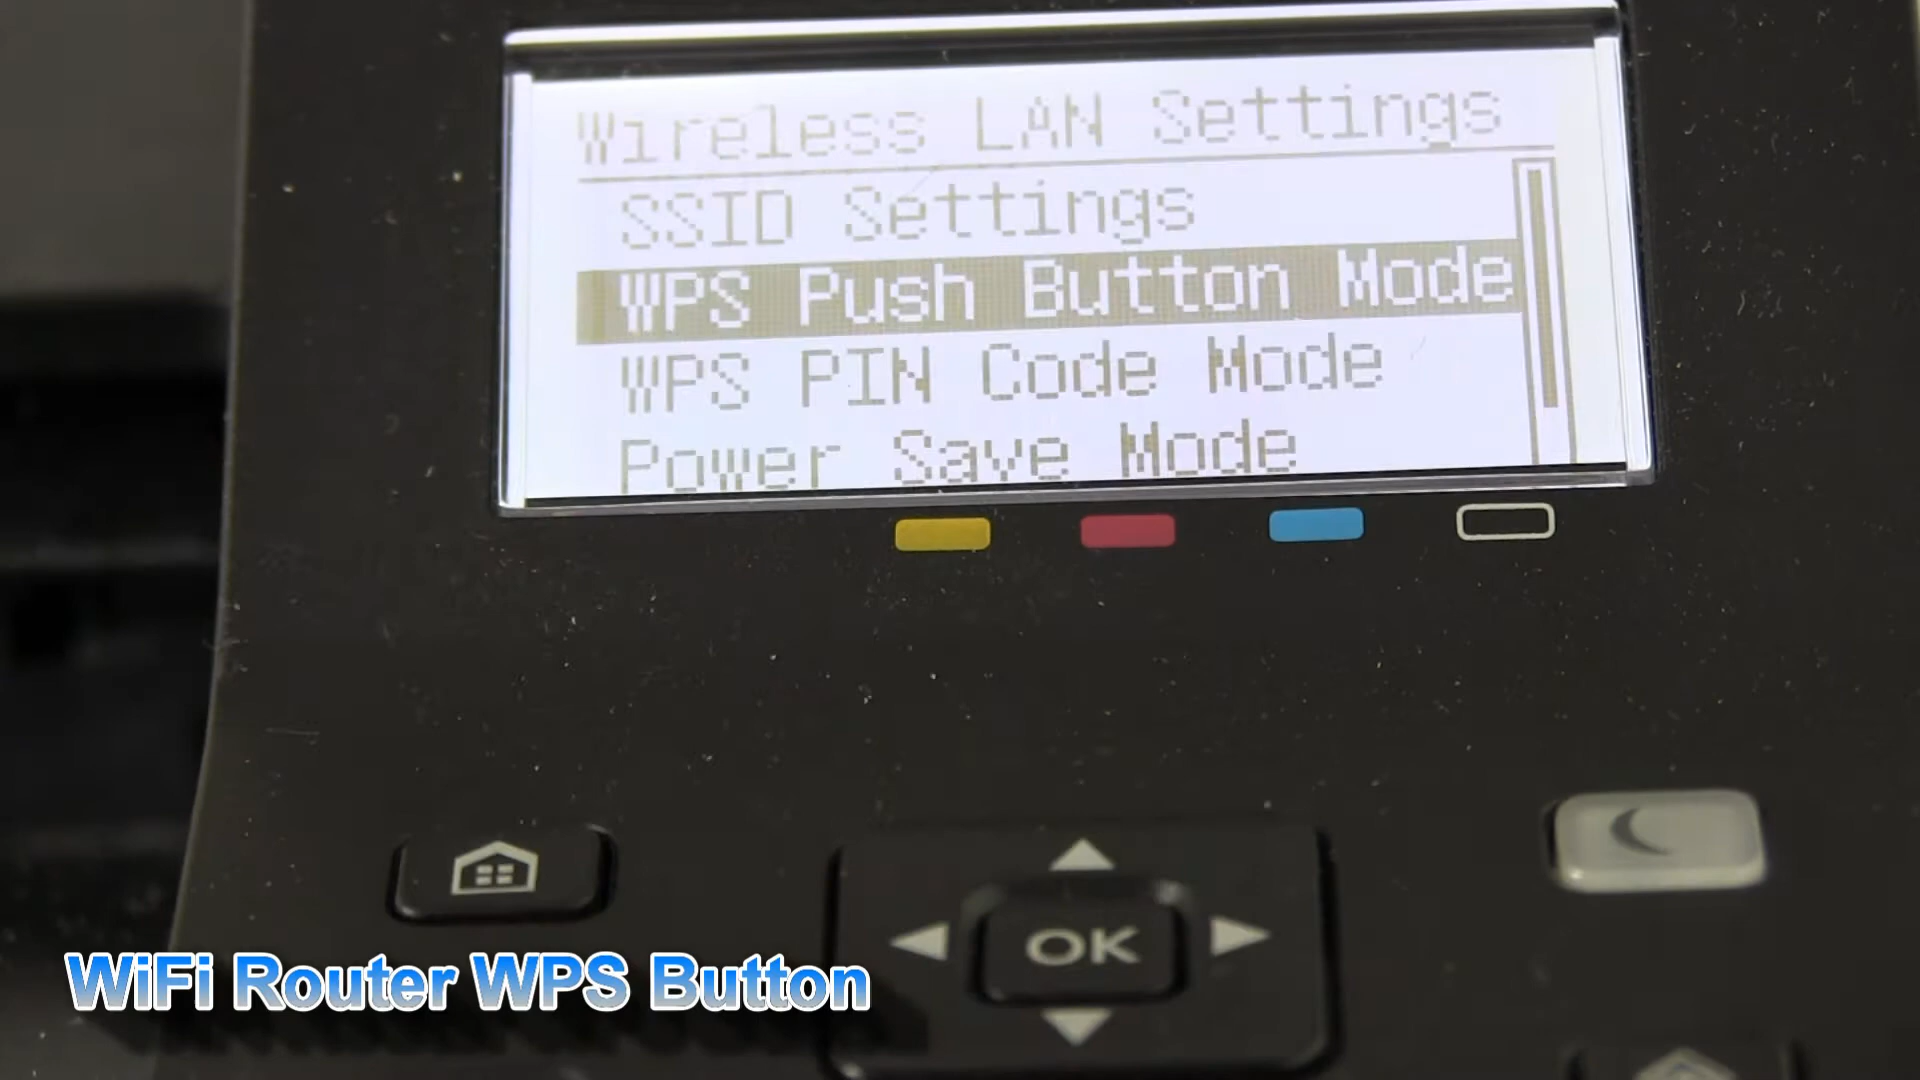 Wireless LAN Settings
SSID Settings
WPS Push Button Mode
WPS PIN Code Mode
Power Save Mode
OK
WiFi Router WPS Button